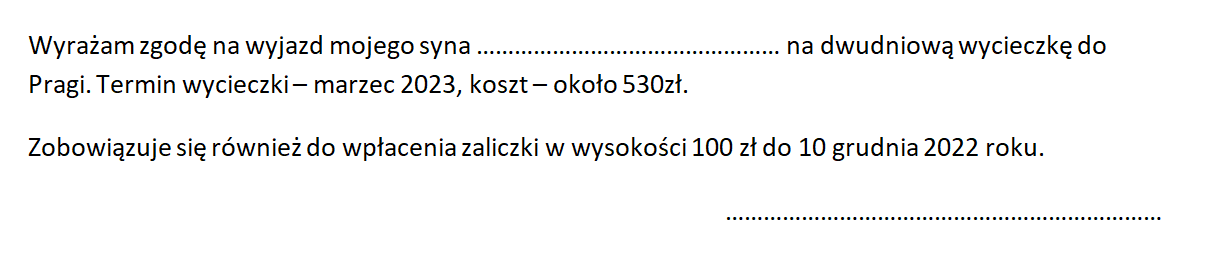 Wyrażam zgodę na wyjazd mojego syna ................................................ na dwudniową wycieczkę do
Pragi. Termin wycieczki – marzec 2023, koszt – około 530zł.
Zobowiązuje się również do wpłacenia zaliczki w wysokości 100 zł do 10 grudnia 2022 roku.
.....................................................................